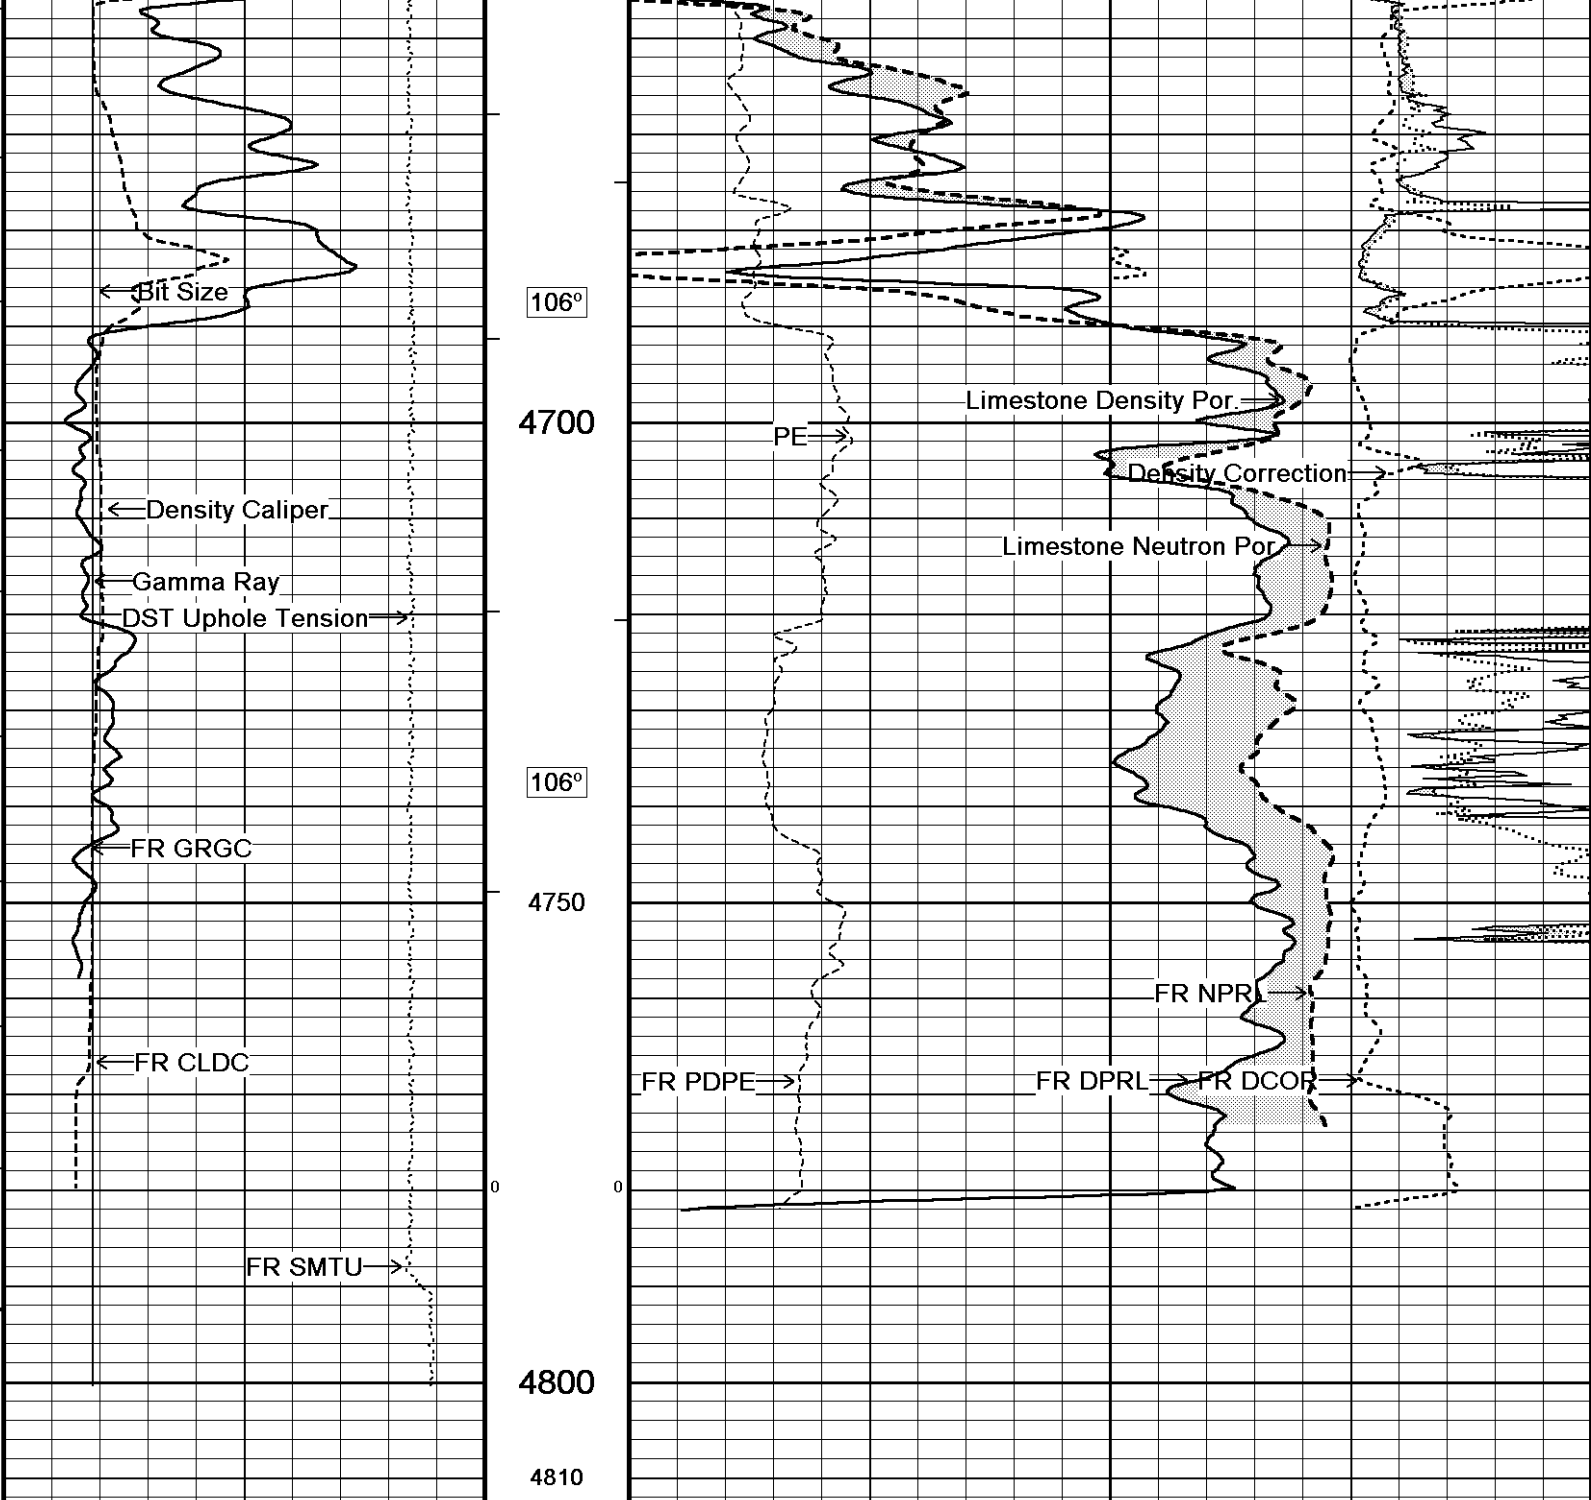 Bit Size
106º
Limestone Density Por.
4700
PE
Density Correction
Density Caliper
Limestone Neutron Por.
Gamma Ray
DST Uphole Tension
106º
FR GRGC
4750
FR NPRL
FR CLDC
FR PDPE
FR DPRL
FR DCOR
0
0
FR SMTU
4800
4810